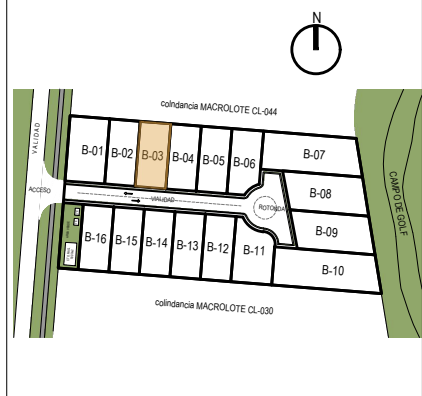 N
colindancia MACROLOTE CL-044
VALIDAD
B-01
B-02
B-03
B-04
B-05
B-06
B-07
B-08
B-09
B-10
B-11
B-12
B-13
B-14
B-15
B-16
ACCESO
VIALIDAD
ROTONDA
CAMPO DE GOLF
colindancia MACROLOTE CL-030